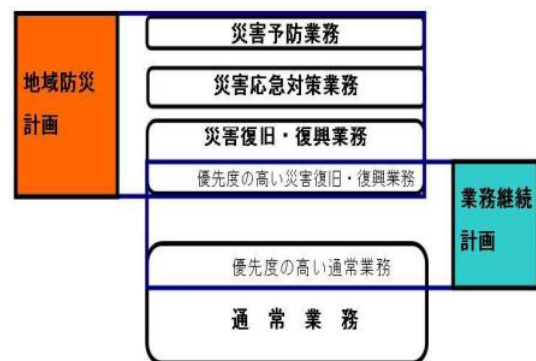 地域防災
計画
災害予防業務
災害応急対策業務
災害復旧・復興業務
優先度の高い災害復旧・復興業務
業務継続
計画
優先度の高い通常業務
通常業務